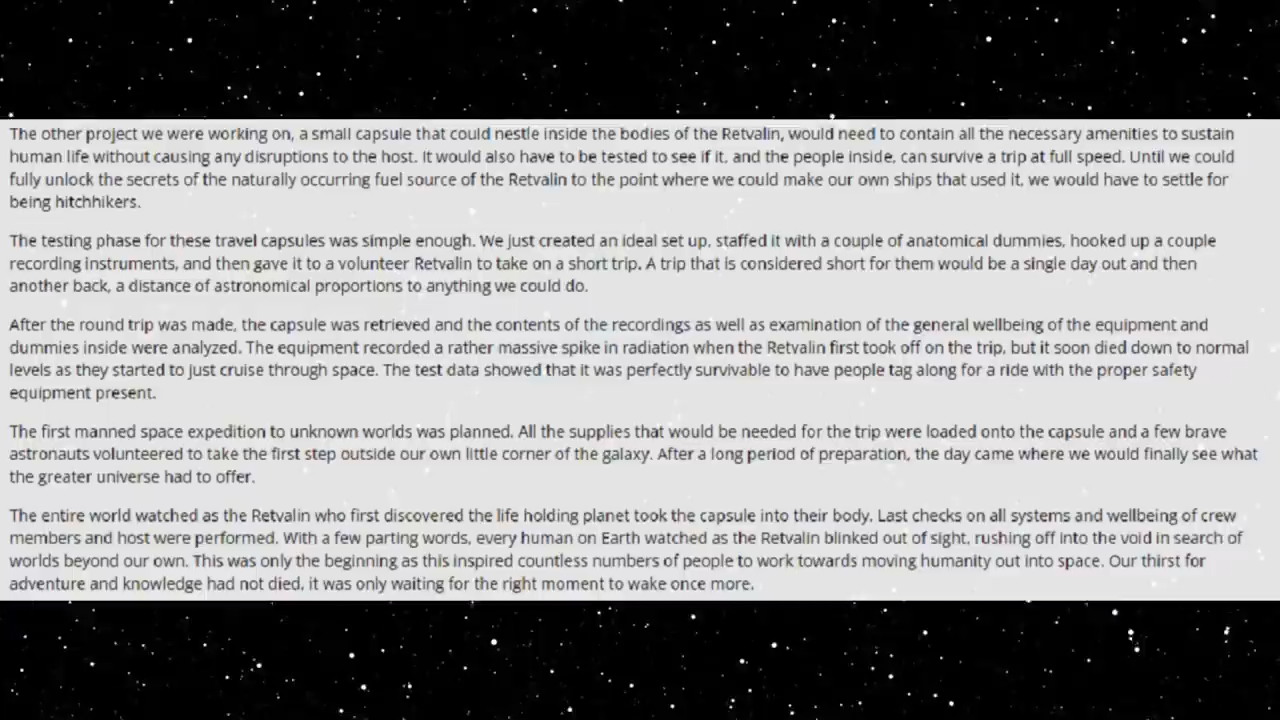 The other project we were working on, a small capsule that could nestle inside the bodies of the Retvalin, would need to contain all the necessary amenities to sustain
human life without causing any disruptions to the host. It would also have to be tested to see if it, and the people inside, can survive a trip at full speed. Until we could
fully unlock the secrets of the naturally occurring fuel source of the Retvalin to the point where we could make our own ships that used it, we would have to settle for
being hitchhikers.
The testing phase for these travel capsules was simple enough. We just created an ideal set up, staffed it with a couple of anatomical dummies, hooked up a couple
recording instruments, and then gave it to a volunteer Retvalin to take on a short trip. A trip that is considered short for them would be a single day out and then
another back, a distance of astronomical proportions to anything we could do.
After the round trip was made, the capsule was retrieved and the contents of the recordings as well as examination of the general wellbeing of the equipment and
dummies inside were analyzed. The equipment recorded a rather massive spike in radiation when the Retvalin first took off on the trip, but it soon died down to normal
levels as they started to just cruise through space. The test data showed that it was perfectly survivable to have people tag along for a ride with the proper safety
equipment present.
The first manned space expedition to unknown worlds was planned. All the supplies that would be needed for the trip were loaded onto the capsule and a few brave
astronauts volunteered to take the first step outside our own little corner of the galaxy. After a long period of preparation, the day came where we would finally see what
the greater universe had to offer.
The entire world watched as the Retvalin who first discovered the life holding planet took the capsule into their body. Last checks on all systems and wellbeing of crew
members and host were performed. With a few parting words, every human on Earth watched as the Retvalin blinked out of sight, rushing off into the void in search of
worlds beyond our own. This was only the beginning as this inspired countless numbers of people to work towards moving humanity out into space. Our thirst for
adventure and knowledge had not died, it was only waiting for the right moment to wake once more.